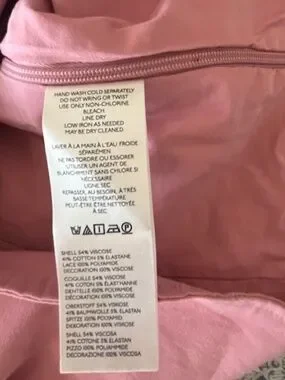 HAND WASH COLD SEPARATELY
DO NOT WRING OR TWIST
USE ONLY NON-CHLORINE
BLEACH
LINE DRY
LOW IRON AS NEEDED
MAY BE DRY CLEANED
LAVER À LA MAIN À L'EAU FROIDE
SÉPARÉMEN
NE PAS TORDRE OU ESSORER
UTILISER UN AGENT DE
BLANCHIMENT SANS CHLORE SI
NÉCESSAIRE
LIGNE SEC
REPASSER, AU BESOIN, À TRÈS
BASSE TEMPÉRATURE
PEUT-ÊTRE ÊTRE NETTOYÉE
À SEC
SHELL 54% VISCOSE
41% COTTON 5% ELASTANE
LACE 100% POLYAMIDE
DECORATION 100% VISCOSE
COQUILLE 54% VISCOSE
41% COTON 5% ÉLASTHANNE
DENTELLE 100% POLYAMIDE
DÉCORATION 100% VISCOSE
OBERSTOFF 54% VISKOSE
41% BAUMWOLLE 5% ELASTAN
SPITZE 100% POLYAMID
DEKORATION 100% VISKOSE
SHELL 54% VISCOSA
41% COTONE 5% ELASTAN
PIZZO 100% POLIAMMIDE
DECORAZIONE 100% VISCOSA